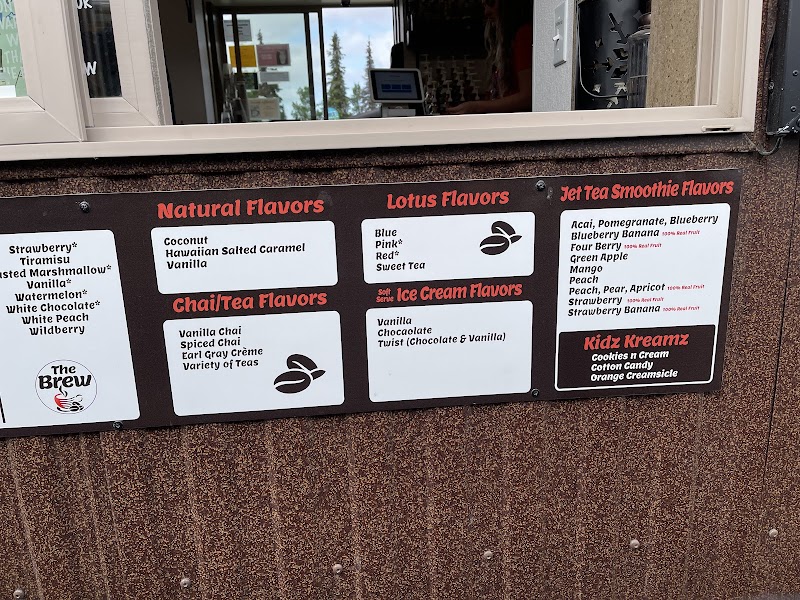 Strawberry*
Tiramisu
Marshmallow*
Vanilla*
Watermelon*
White Chocolate*
White Peach
Wildberry
The
Brew
Natural Flavors
Coconut
Hawaiian Salted Caramel
Vanilla
Chai/Tea Flavors
Vanilla Chai
Spiced Chai
Earl Gray Crème
Variety of Teas
Lotus Flavors
Blue
Pink*
Red*
Sweet Tea
Soft Serve Ice Cream Flavors
Vanilla
Chocaolate
Twist (Chocolate & Vanilla)
Jet Tea Smoothie Flavors
Acai, Pomegranate, Blueberry
Blueberry Banana 100% Real Fruit
Four Berry 100% Real Fruit
Green Apple
Mango
Peach
Peach, Pear, Apricot 100% Real Fruit
Strawberry 100% Real Fruit
Strawberry Banana 100% Real Fruit
Kidz Kreamz
Cookies n Cream
Cotton Candy
Orange Creamsicle